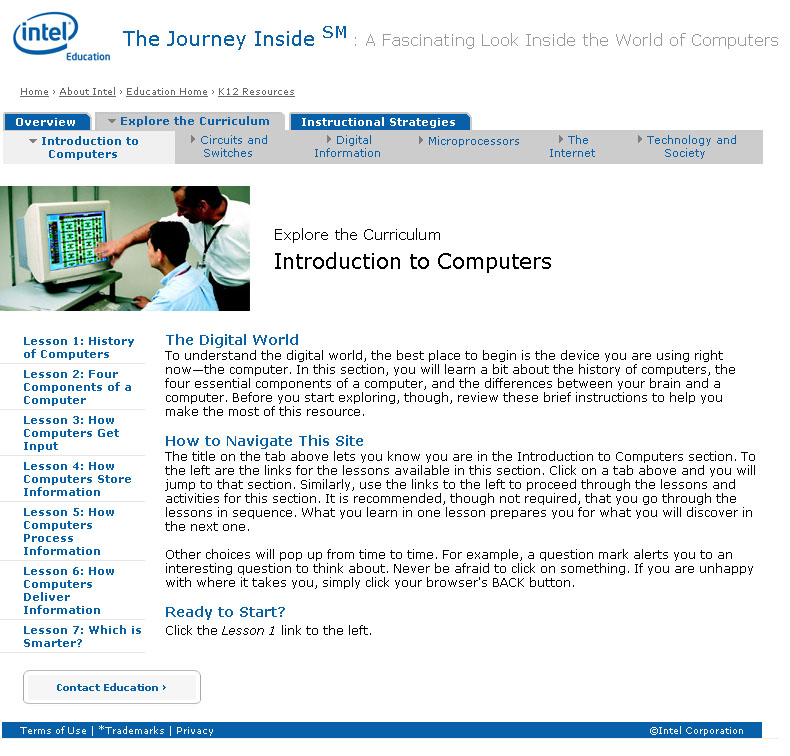 intel
Education
The Journey Inside SM : A Fascinating Look Inside the World of Computers
Home › About Intel › Education Home › K12 Resources
Overview
Explore the Curriculum
Instructional Strategies
Introduction to
Computers
Circuits and
Switches
Digital
Information
Microprocessors
The
Internet
Technology and
Society
Explore the Curriculum
Introduction to Computers
Lesson 1: History
of Computers
Lesson 2: Four
Components of a
Computer
Lesson 3: How
Computers Get
Input
Lesson 4: How
Computers Store
Information
Lesson 5: How
Computers
Process
Information
Lesson 6: How
Computers
Deliver
Information
Lesson 7: Which is
Smarter?
Contact Education ›
The Digital World
To understand the digital world, the best place to begin is the device you are using right
now—the computer. In this section, you will learn a bit about the history of computers, the
four essential components of a computer, and the differences between your brain and a
computer. Before you start exploring, though, review these brief instructions to help you
make the most of this resource.
How to Navigate This Site
The title on the tab above lets you know you are in the Introduction to Computers section. To
the left are the links for the lessons available in this section. Click on a tab above and you will
jump to that section. Similarly, use the links to the left to proceed through the lessons and
activities for this section. It is recommended, though not required, that you go through the
lessons in sequence. What you learn in one lesson prepares you for what you will discover in
the next one.
Other choices will pop up from time to time. For example, a question mark alerts you to an
interesting question to think about. Never be afraid to click on something. If you are unhappy
with where it takes you, simply click your browser's BACK button.
Ready to Start?
Click the Lesson 1 link to the left.
Terms of Use | *Trademarks | Privacy
©Intel Corporation